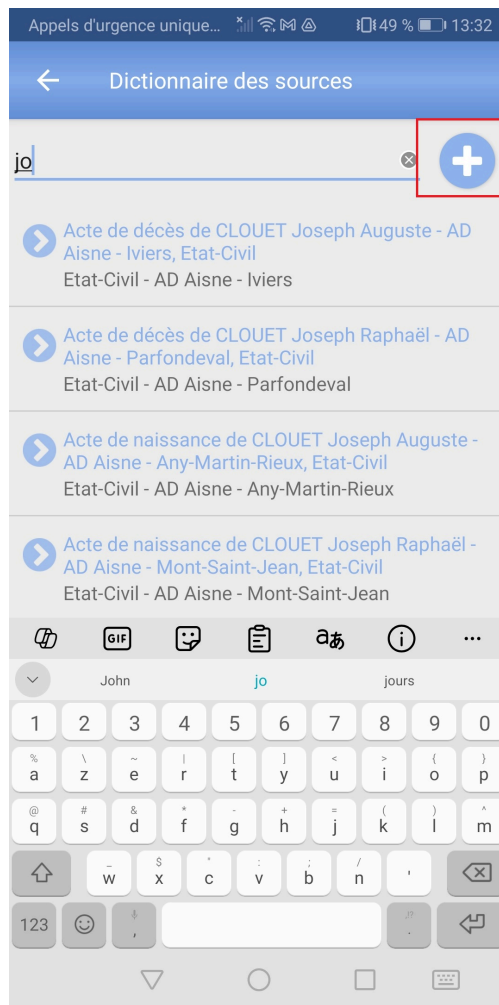 Appels d'urgence unique... 49 % 13:32
Dictionnaire des sources
jo
Acte de décès de CLOUET Joseph Auguste - AD
Aisne - Iviers, Etat-Civil
Etat-Civil - AD Aisne - Iviers
Acte de décès de CLOUET Joseph Raphaël - AD
Aisne - Parfondeval, Etat-Civil
Etat-Civil - AD Aisne - Parfondeval
Acte de naissance de CLOUET Joseph Auguste -
AD Aisne - Any-Martin-Rieux, Etat-Civil
Etat-Civil - AD Aisne - Any-Martin-Rieux
Acte de naissance de CLOUET Joseph Raphaël -
AD Aisne - Mont-Saint-Jean, Etat-Civil
Etat-Civil - AD Aisne - Mont-Saint-Jean
GIF aあ ...
John jo jours
1 2 3 4 5 6 7 8 9 0
% \ ~ | [ ] < > { }
a z e r t y u i o p
@ # & * - + = ( ) ^
q s d f g h j k l m
_ $ " : ; /
w x c v b n '
!?
123 , .